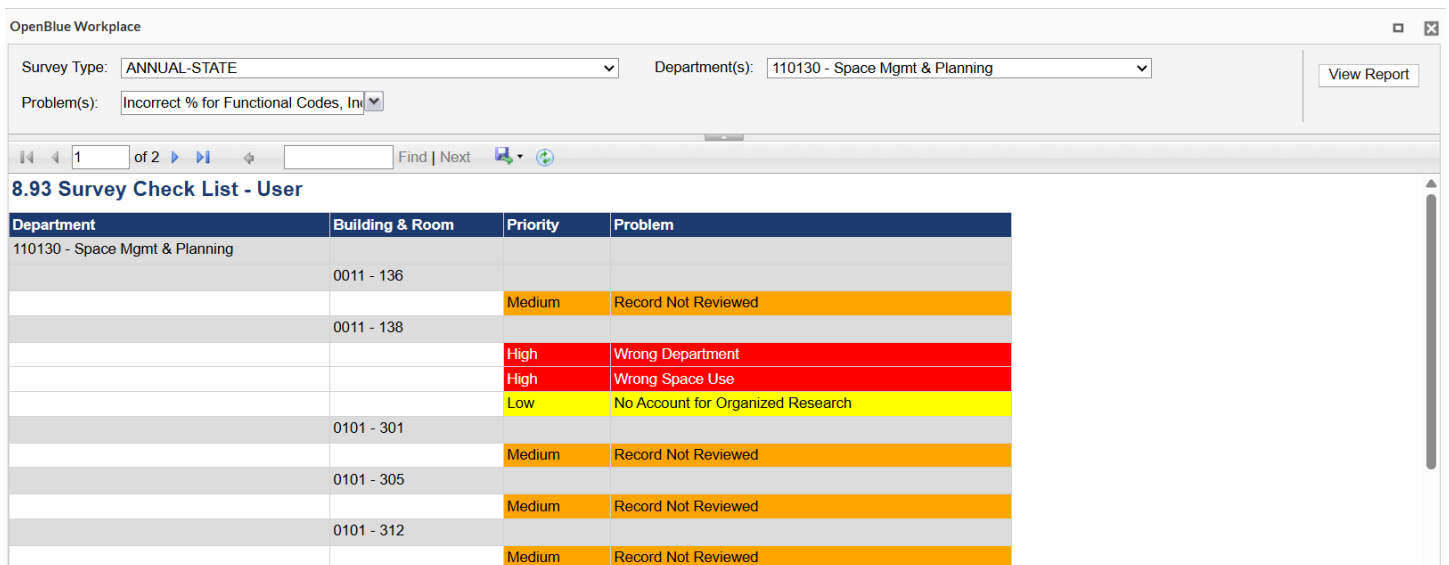 OpenBlue Workplace
Survey Type: ANNUAL-STATE Department(s): 110130 - Space Mgmt & Planning View Report
Problem(s): Incorrect % for Functional Codes, In
1 of 2 Find | Next
8.93 Survey Check List - User
Department Building & Room Priority Problem
110130 - Space Mgmt & Planning
0011 - 136
Medium Record Not Reviewed
0011 - 138
High Wrong Department
High Wrong Space Use
Low No Account for Organized Research
0101 - 301
Medium Record Not Reviewed
0101 - 305
Medium Record Not Reviewed
0101 - 312
Medium Record Not Reviewed